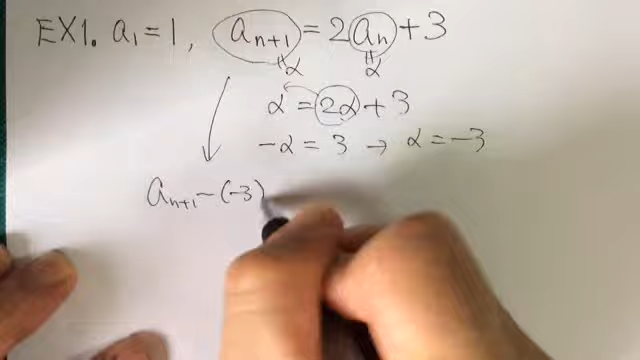 EX1. a₁ = 1, aₙ₊₁ = 2aₙ + 3
॥α ॥α
α = 2α + 3
-α = 3 → α = -3
aₙ₊₁ - (-3)